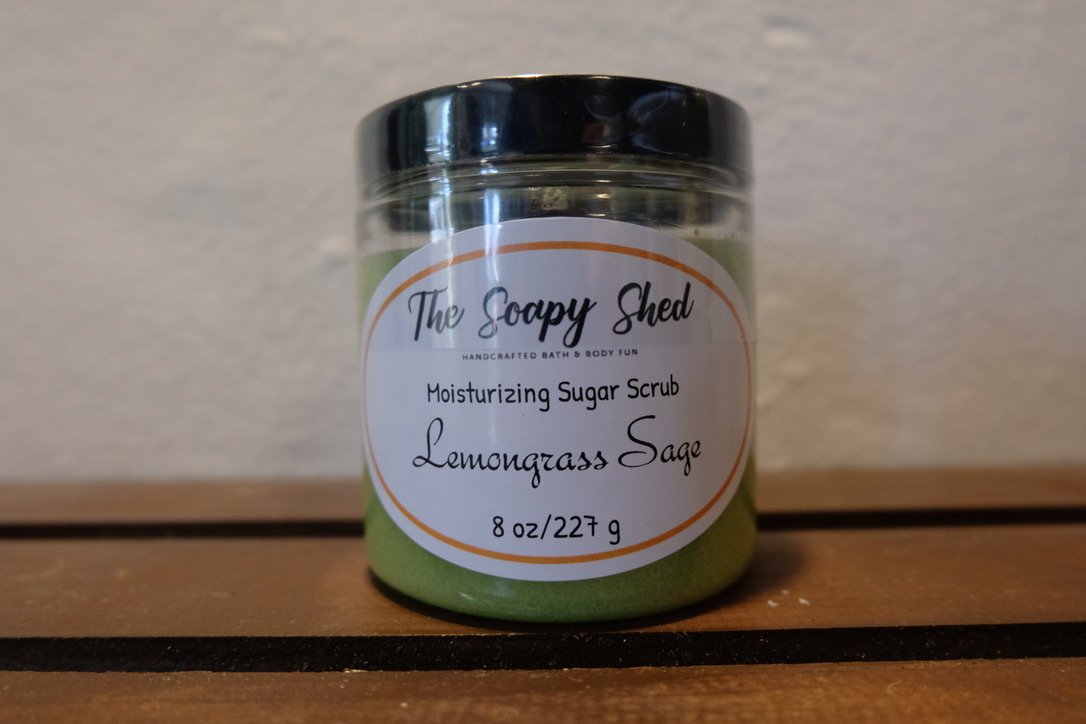 The Soapy Shed
HANDCRAFTED BATH & BODY FUN
Moisturizing Sugar Scrub
Lemongrass Sage
8 oz/227 g